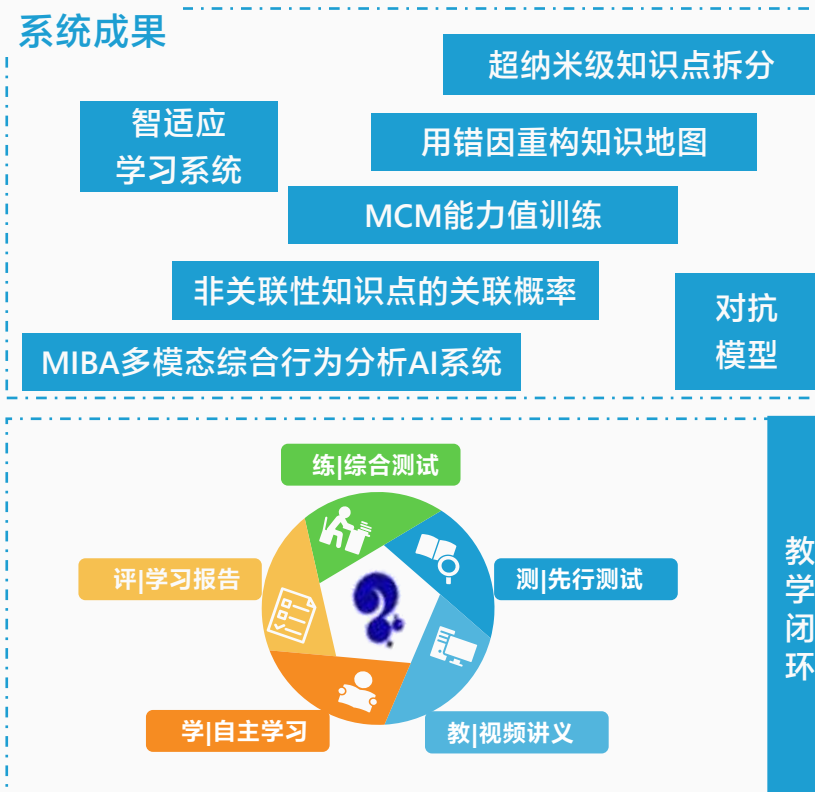 系统成果
超纳米级知识点拆分
智适应
学习系统
用错因重构知识地图
MCM能力值训练
非关联性知识点的关联概率
对抗
模型
MIBA多模态综合行为分析AI系统
练|综合测试
评|学习报告
测|先行测试
学|自主学习
教|视频讲义
教
学
闭
环